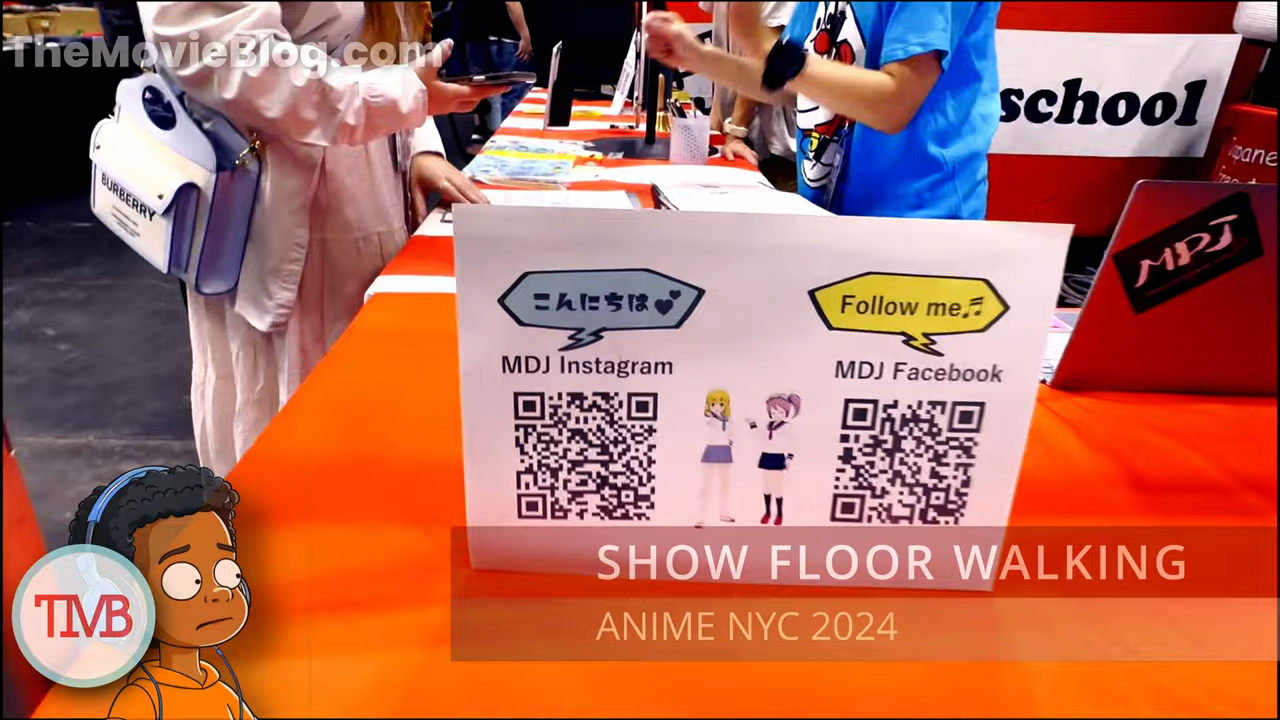 TheMovieBlog.com
BURBERRY
school
MDJ
こんにちは
Follow me♬
MDJ Instagram
MDJ Facebook
SHOW FLOOR WALKING
ANIME NYC 2024
TMB